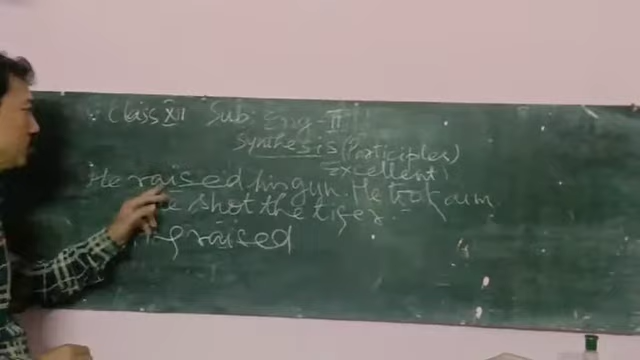 Class XII Sub: Eng-II
Synthesis (Participles)
Excellent!
He raised his gun. He took aim.
He shot the tiger.
raised